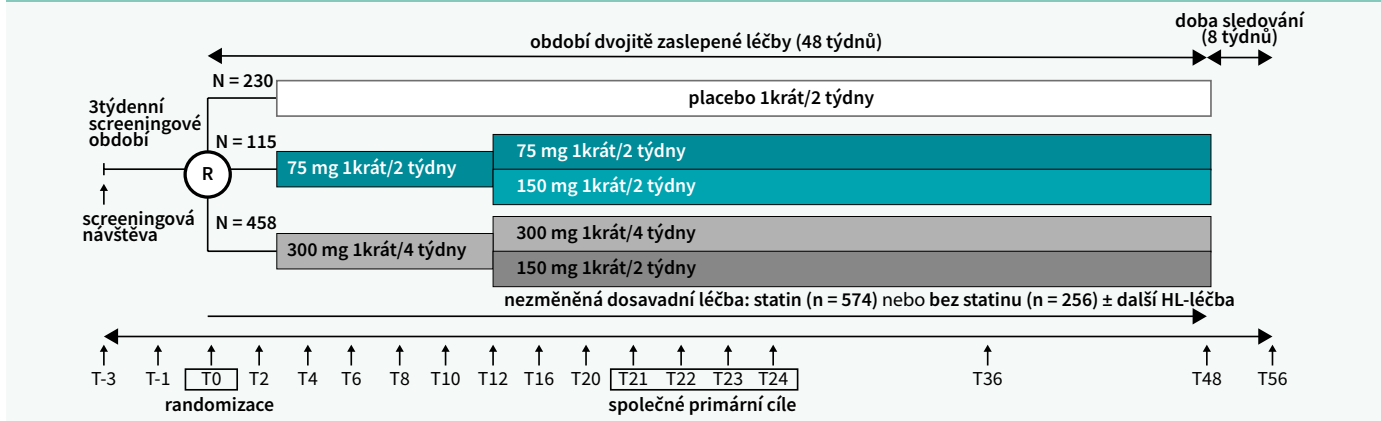 období dvojitě zaslepené léčby (48 týdnů)
doba sledování
(8 týdnů)
N = 230
placebo 1krát/2 týdny
3týdenní
screeningové
období
N = 115
75 mg 1krát/2 týdny
75 mg 1krát/2 týdny
150 mg 1krát/2 týdny
R
screeningová
návštěva
N = 458
300 mg 1krát/4 týdny
300 mg 1krát/4 týdny
150 mg 1krát/2 týdny
nezměněná dosavadní léčba: statin (n = 574) nebo bez statinu (n = 256) ± další HL-léčba
T-3 T-1 T0 T2 T4 T6 T8 T10 T12 T16 T20 T21 T22 T23 T24 T36 T48 T56
randomizace
společné primární cíle